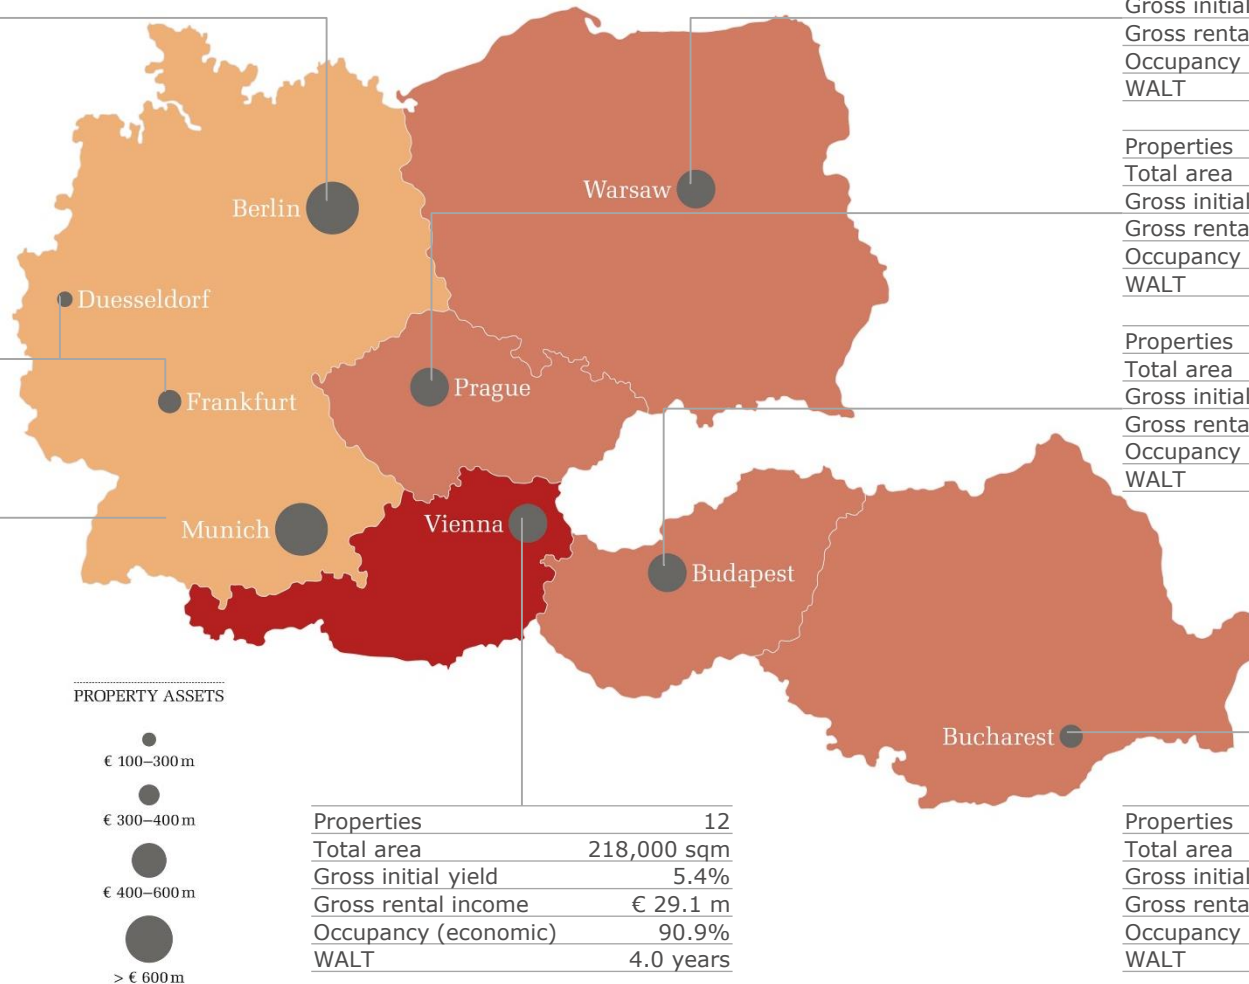 Gross initial
Gross renta
Occupancy
WALT
Properties
Total area
Gross initial
Gross renta
Occupancy
WALT
Properties
Total area
Gross initial
Gross renta
Occupancy
WALT
Berlin
Warsaw
Duesseldorf
Frankfurt
Prague
Munich
Vienna
Budapest
Bucharest
PROPERTY ASSETS
€ 100–300 m
€ 300–400 m
€ 400–600 m
> € 600 m
Properties 12
Total area 218,000 sqm
Gross initial yield 5.4%
Gross rental income € 29.1 m
Occupancy (economic) 90.9%
WALT 4.0 years
Properties
Total area
Gross initial
Gross renta
Occupancy
WALT